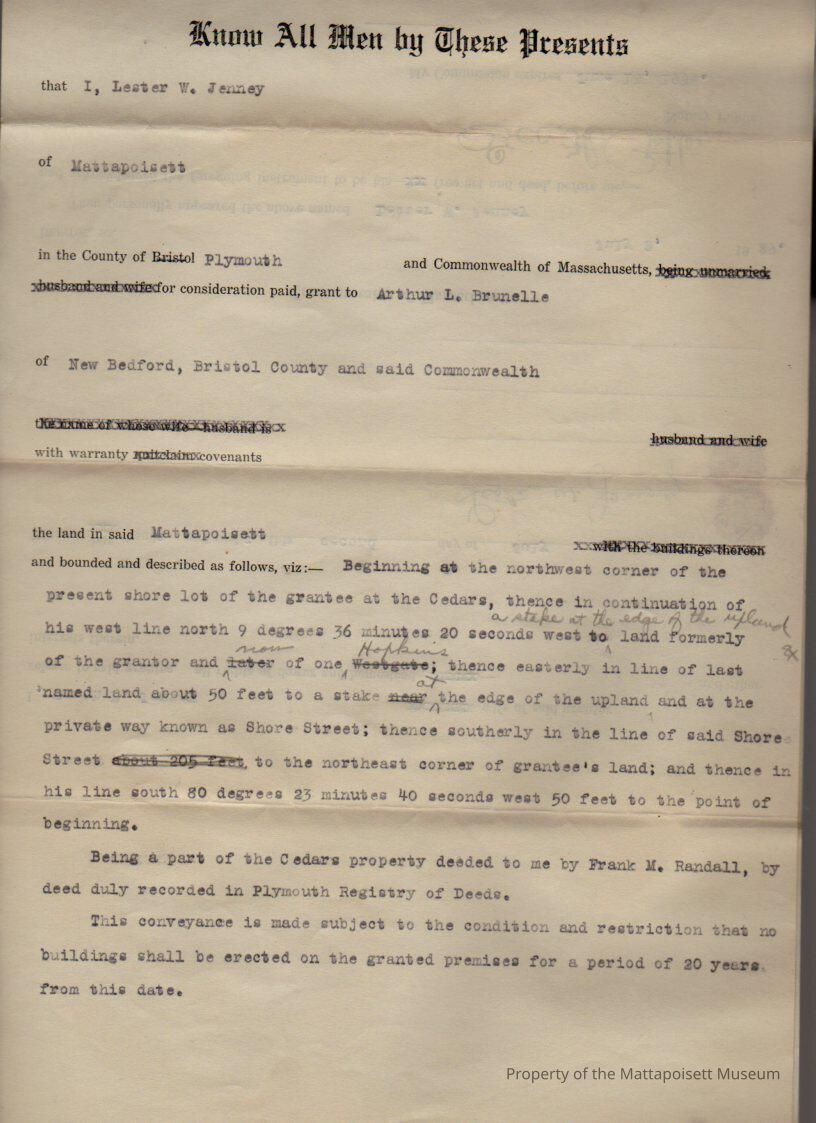 Know All Men by These Presents
that I, Lester W. Jenney
of Mattapoisett
in the County of Bristol Plymouth and Commonwealth of Massachusetts, being unmarried
husband and wife for consideration paid, grant to Arthur L. Brunelle
of New Bedford, Bristol County and said Commonwealth
the name of whose wife—husband is
husband and wife
with warranty quitclaim covenants
the land in said Mattapoisett
with the buildings thereon
and bounded and described as follows, viz:— Beginning at the northwest corner of the
present shore lot of the grantee at the Cedars, thence in continuation of
a stake at the edge of the upland &
his west line north 9 degrees 36 minutes 20 seconds west to land formerly
now Hopkins
of the grantor and later of one Westgate; thence easterly in line of last
at
named land about 50 feet to a stake near the edge of the upland and at the
private way known as Shore Street; thence southerly in the line of said Shore
Street about 205 feet, to the northeast corner of grantee's land; and thence in
his line south 80 degrees 23 minutes 40 seconds west 50 feet to the point of
beginning.
Being a part of the Cedars property deeded to me by Frank M. Randall, by
deed duly recorded in Plymouth Registry of Deeds.
This conveyance is made subject to the condition and restriction that no
buildings shall be erected on the granted premises for a period of 20 years
from this date.
Property of the Mattapoisett Museum